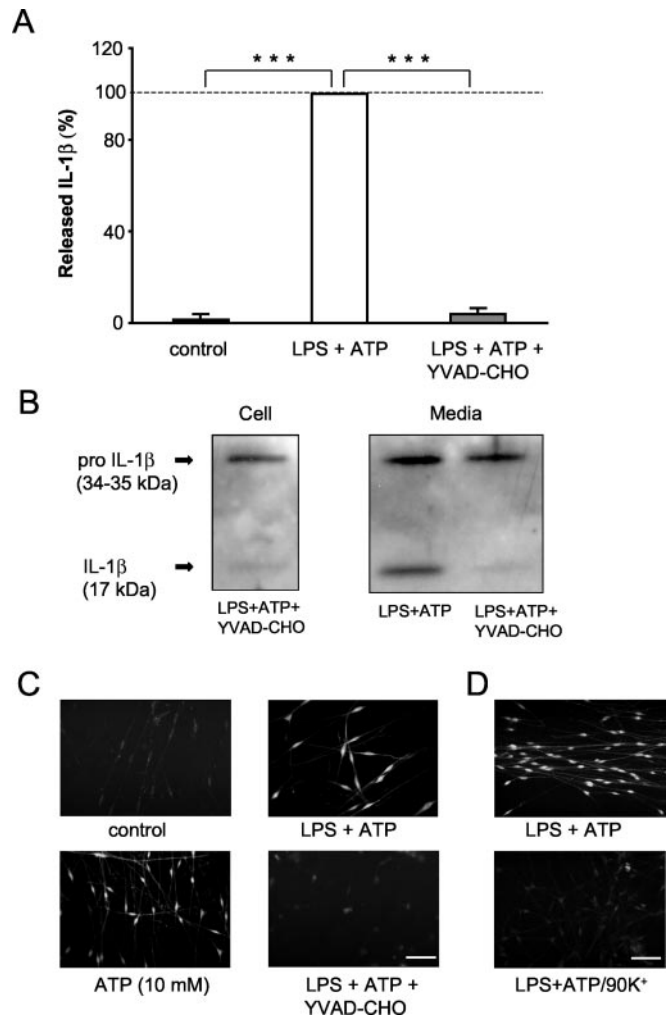 A
Released IL-1β (%)
120
100
80
40
0
* * *
* * *
control
LPS + ATP
LPS + ATP +
YVAD-CHO
B
Cell
Media
pro IL-1β
(34-35 kDa)
IL-1β
(17 kDa)
LPS+ATP+
YVAD-CHO
LPS+ATP
LPS+ATP+
YVAD-CHO
C
D
control
LPS + ATP
LPS + ATP
ATP (10 mM)
LPS + ATP +
YVAD-CHO
LPS+ATP/90K⁺